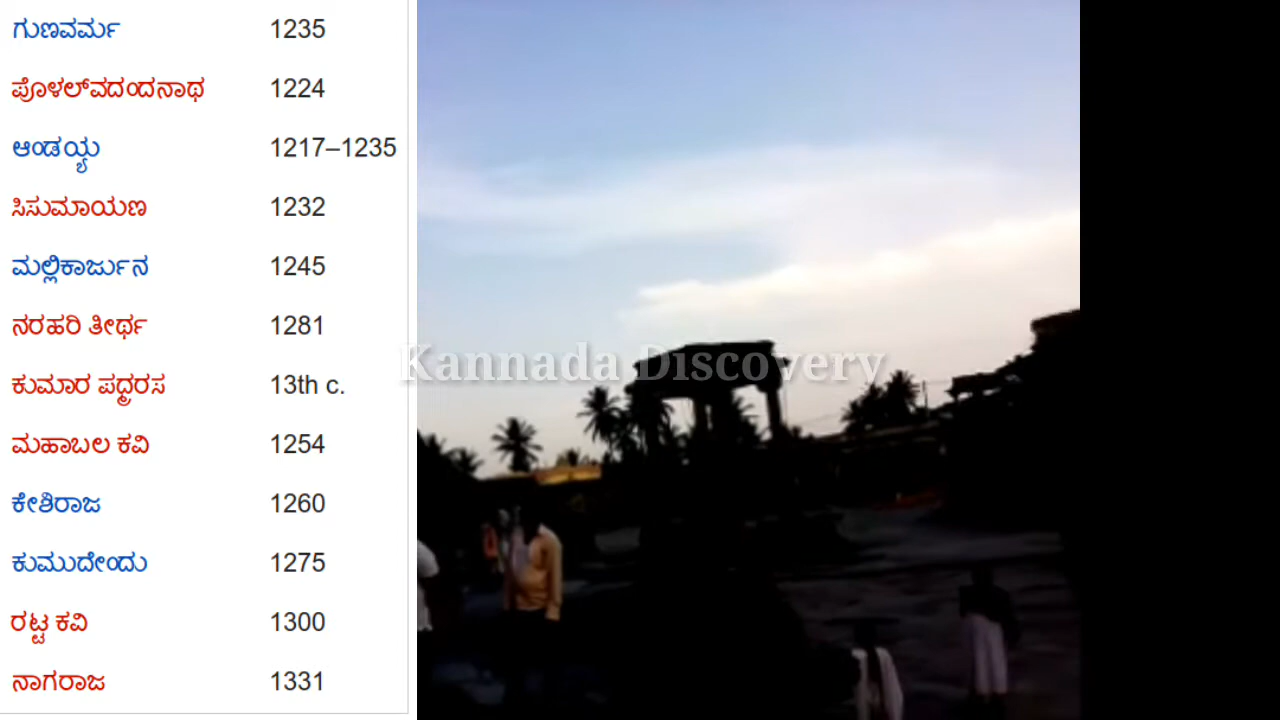 ಗುಣವರ್ಮ 1235
ಪೊಳಲ್‌ವದಂದನಾಥ 1224
ಆಂಡಯ್ಯ 1217–1235
ಸಿಸುಮಾಯಣ 1232
ಮಲ್ಲಿಕಾರ್ಜುನ 1245
ನರಹರಿ ತೀರ್ಥ 1281
Kannada Discovery
ಕುಮಾರ ಪದ್ಮರಸ 13th c.
ಮಹಾಬಲ ಕವಿ 1254
ಕೇಶಿರಾಜ 1260
ಕುಮುದೇಂದು 1275
ರಟ್ಟ ಕವಿ 1300
ನಾಗರಾಜ 1331